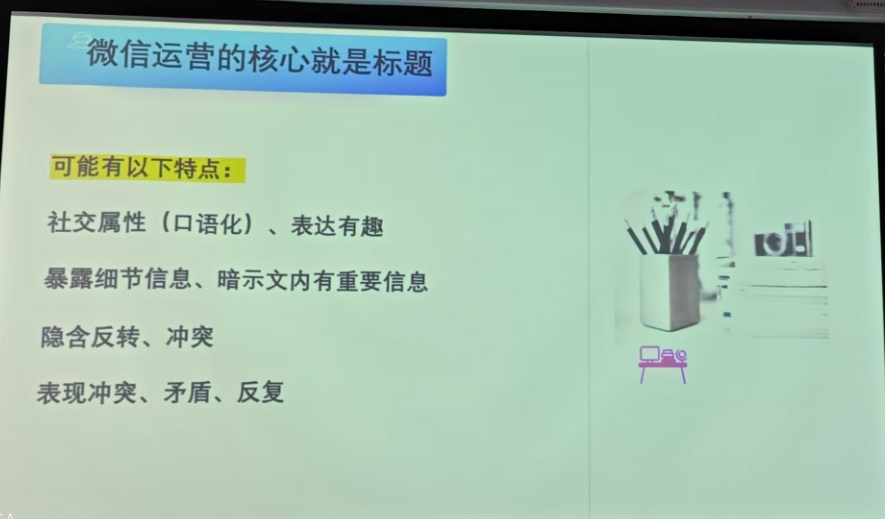 微信运营的核心就是标题
可能有以下特点：
社交属性（口语化）、表达有趣
暴露细节信息、暗示文内有重要信息
隐含反转、冲突
表现冲突、矛盾、反复